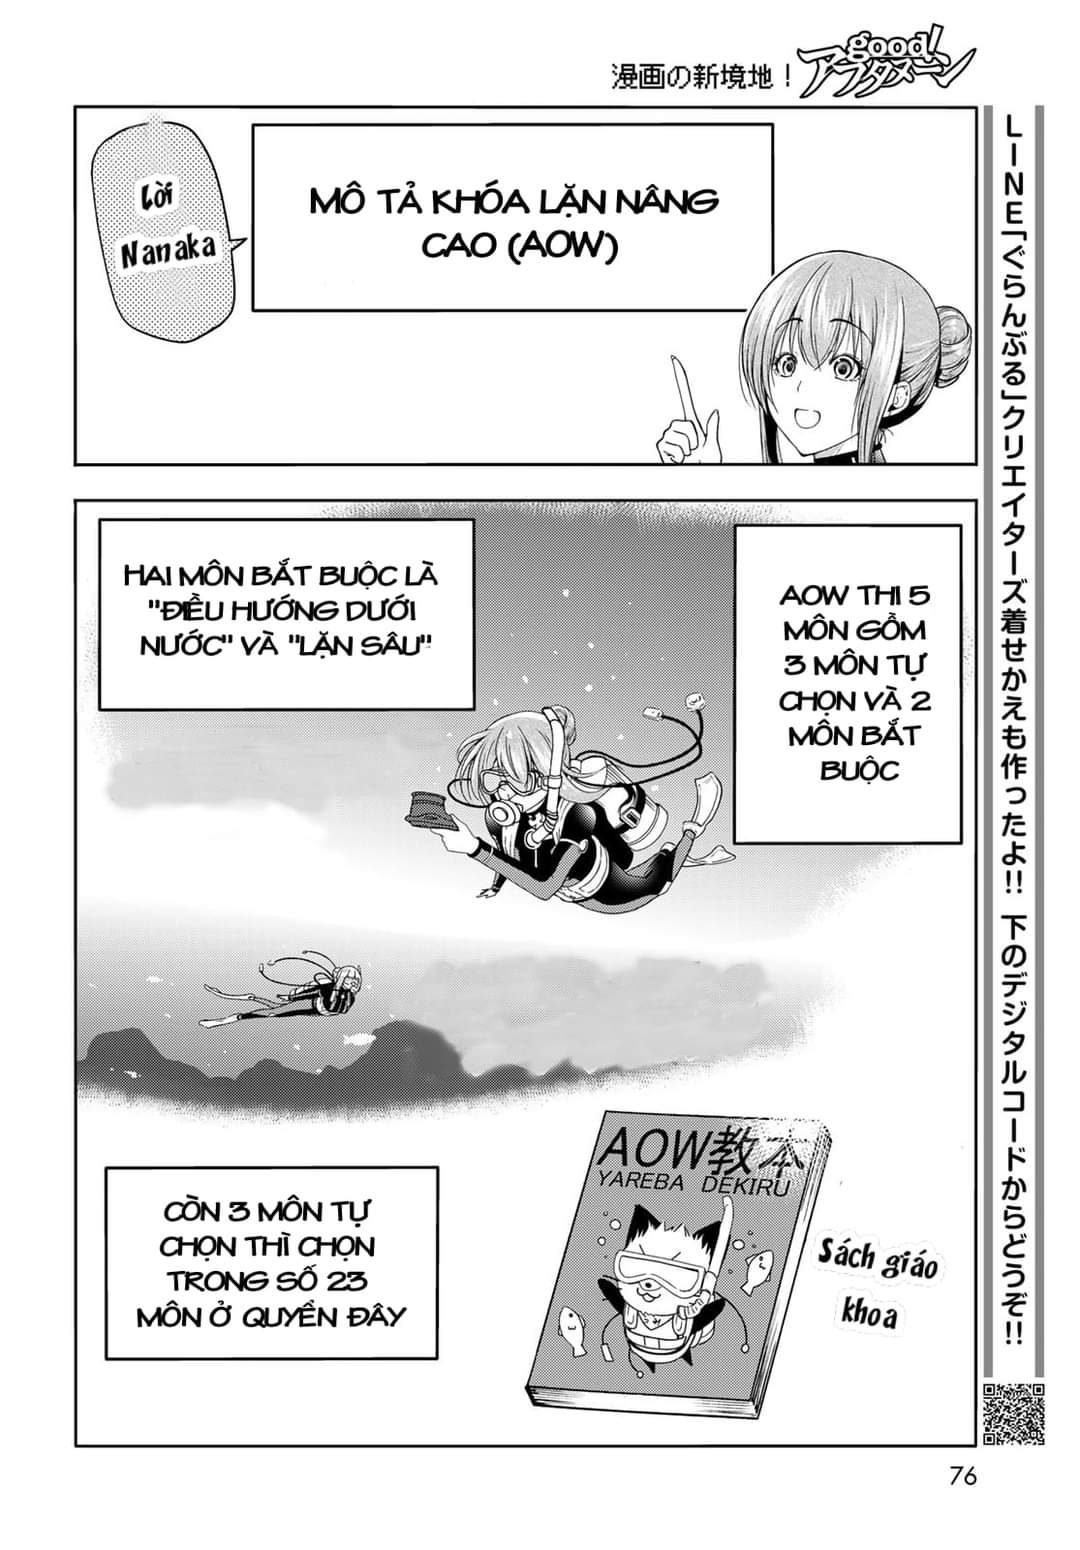 漫画の新境地！
good!
アフタヌーン
MÔ TẢ KHÓA LẶN NÂNG
CAO (AOW)
Lời
Nanaka
AOW THI 5
MÔN GỒM
3 MÔN TỰ
CHỌN VÀ 2
MÔN BẮT
BUỘC
HAI MÔN BẮT BUỘC LÀ
"ĐIỀU HƯỚNG DƯỚI
NƯỚC" VÀ "LẶN SÂU"
CÒN 3 MÔN TỰ
CHỌN THÌ CHỌN
TRONG SỐ 23
MÔN Ở QUYỂN ĐÂY
AOW教本
YAREBA DEKIRU
Sách giáo
khoa
LINE「ぐらんぶる」クリエイターズ着せかえも作ったよ!! 下のデジタルコードからどうぞ!!
76